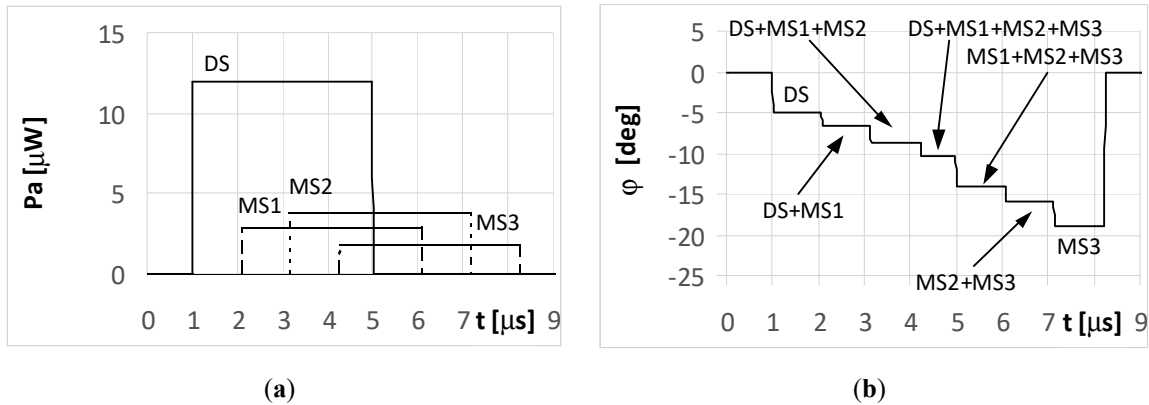 15
10
5
0
Pa [μW]
DS
MS1
MS2
MS3
0 1 2 3 4 5 6 7 t [μs] 9
(a)
5
0
-5
-10
-15
-20
-25
φ [deg]
DS+MS1+MS2
DS+MS1+MS2+MS3
MS1+MS2+MS3
DS
DS+MS1
MS2+MS3
MS3
0 1 2 3 4 5 6 7 t [μs] 9
(b)